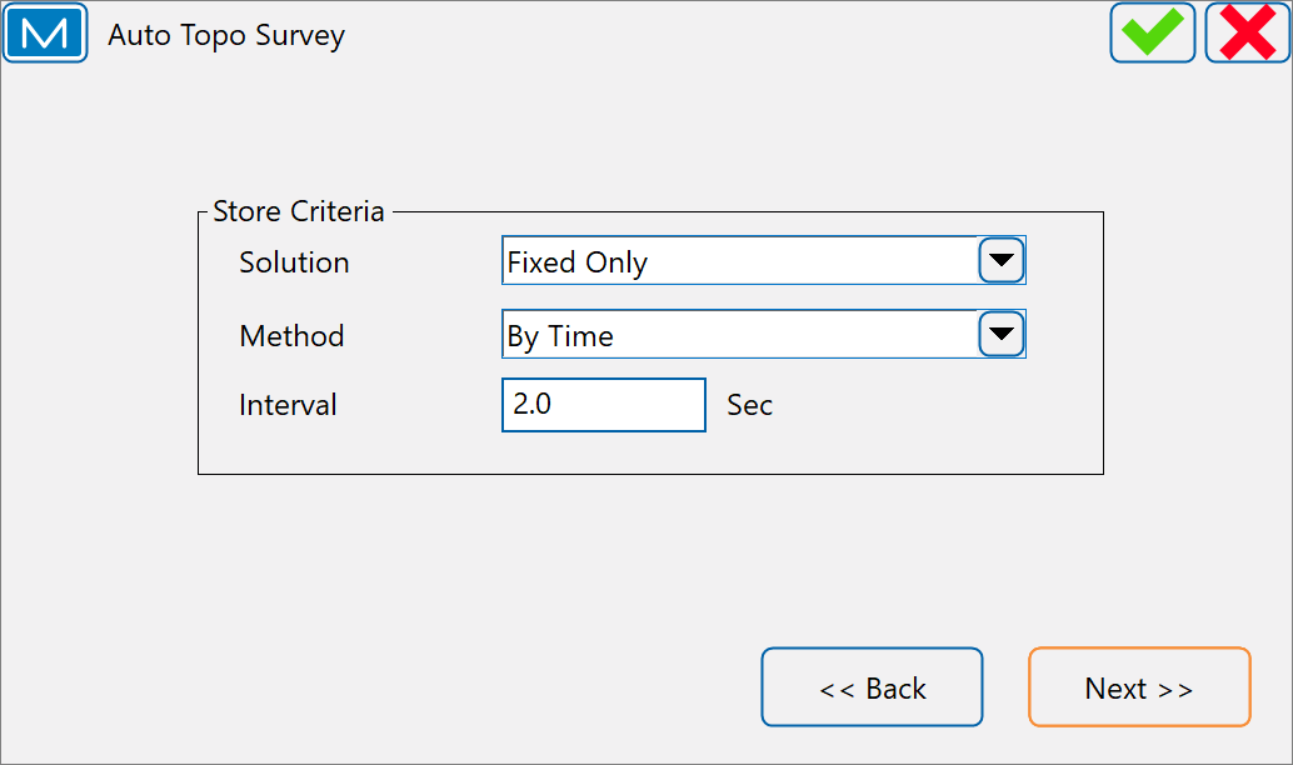 Auto Topo Survey
Store Criteria
Solution Fixed Only
Method By Time
Interval 2.0 Sec
<< Back Next >>